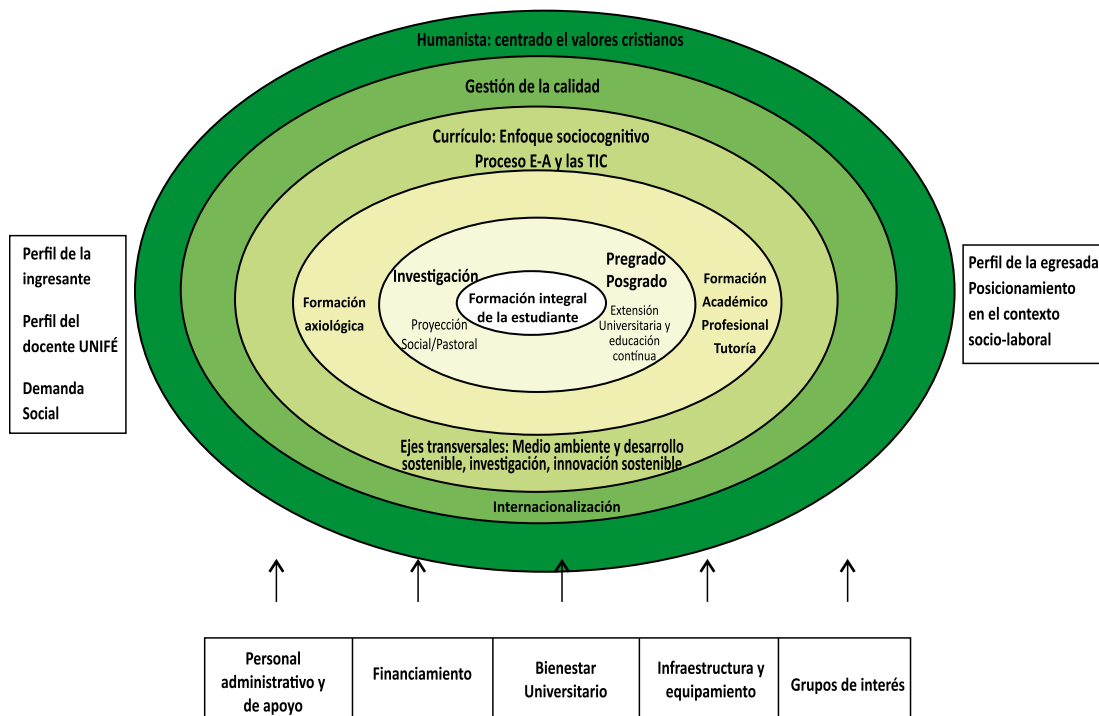 Humanista: centrado el valores cristianos
Gestión de la calidad
Currículo: Enfoque sociocognitivo
Proceso E-A y las TIC
Perfil de la
ingresante
Perfil del
docente UNIFÉ
Demanda
Social
Formación
axiológica
Investigación
Proyección
Social/Pastoral
Formación integral
de la estudiante
Pregrado
Posgrado
Extensión
Universitaria y
educación
contínua
Formación
Académico
Profesional
Tutoría
Perfil de la egresada
Posicionamiento
en el contexto
socio-laboral
Ejes transversales: Medio ambiente y desarrollo
sostenible, investigación, innovación sostenible
Internacionalización
Personal
administrativo y
de apoyo
Financiamiento
Bienestar
Universitario
Infraestructura y
equipamiento
Grupos de interés